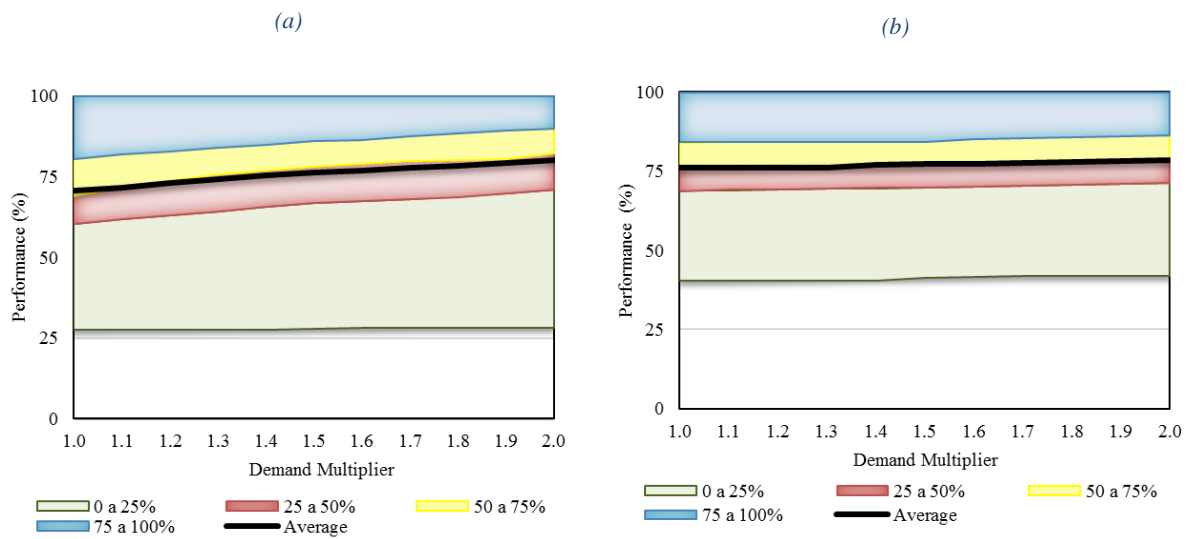 (a)
100
75
50
25
0
Performance (%)
1.0 1.1 1.2 1.3 1.4 1.5 1.6 1.7 1.8 1.9 2.0
Demand Multiplier
0 a 25% 25 a 50% 50 a 75%
75 a 100% Average
(b)
100
75
50
25
0
Performance (%)
1.0 1.1 1.2 1.3 1.4 1.5 1.6 1.7 1.8 1.9 2.0
Demand Multiplier
0 a 25% 25 a 50% 50 a 75%
75 a 100% Average